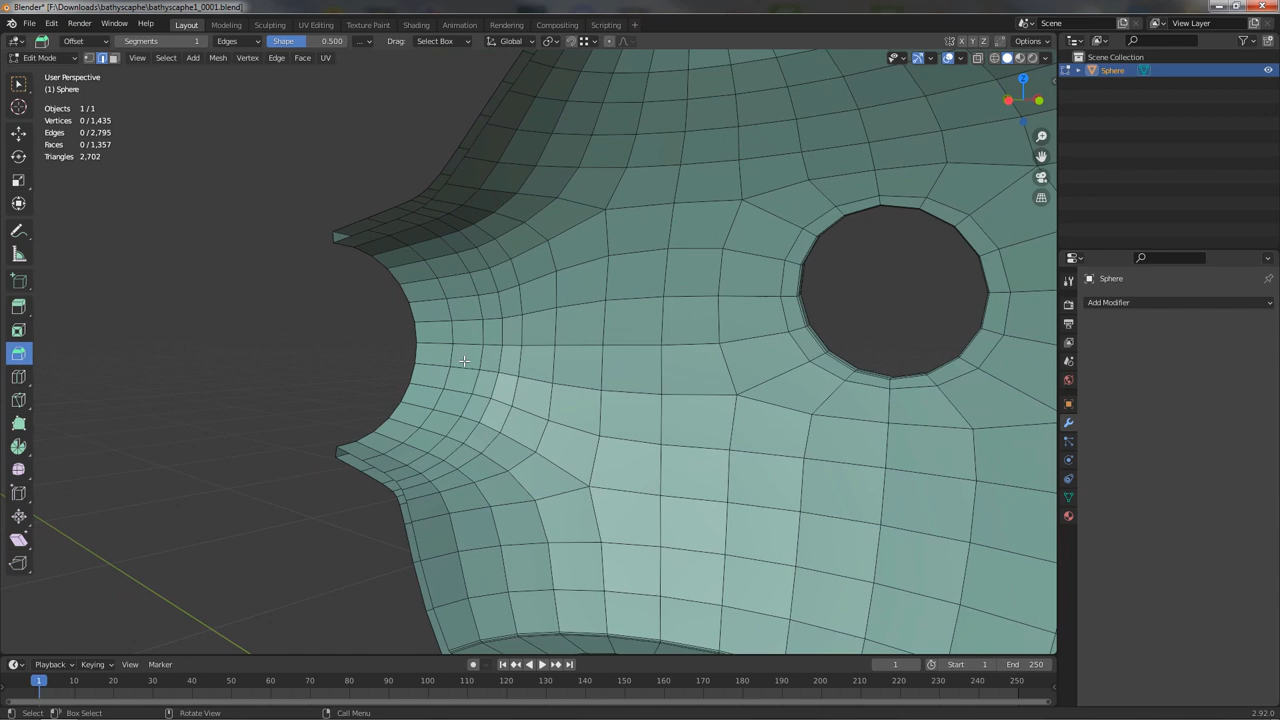 Blender* [F:\Downloads\bathyscaphe\bathyscaphe1_0001.blend]
File Edit Render Window Help Layout Modeling Sculpting UV Editing Texture Paint Shading Animation Rendering Compositing Scripting Scene View Layer
Offset Segments 1 Edges Shape 0.500 ... Drag: Select Box Global X Y Z Options
Edit Mode View Select Add Mesh Vertex Edge Face UV
Scene Collection
Sphere
User Perspective
(1) Sphere
Objects 1/1
Vertices 0/1,435
Edges 0/2,795
Faces 0/1,357
Triangles 2,702
Z
Sphere
Add Modifier
Playback Keying View Marker 1 Start 1 End 250
1 10 20 30 40 50 60 70 80 90 100 110 120 130 140 150 160 170 180 190 200 210 220 230 240 250
Select Box Select Rotate View Call Menu 2.92.0